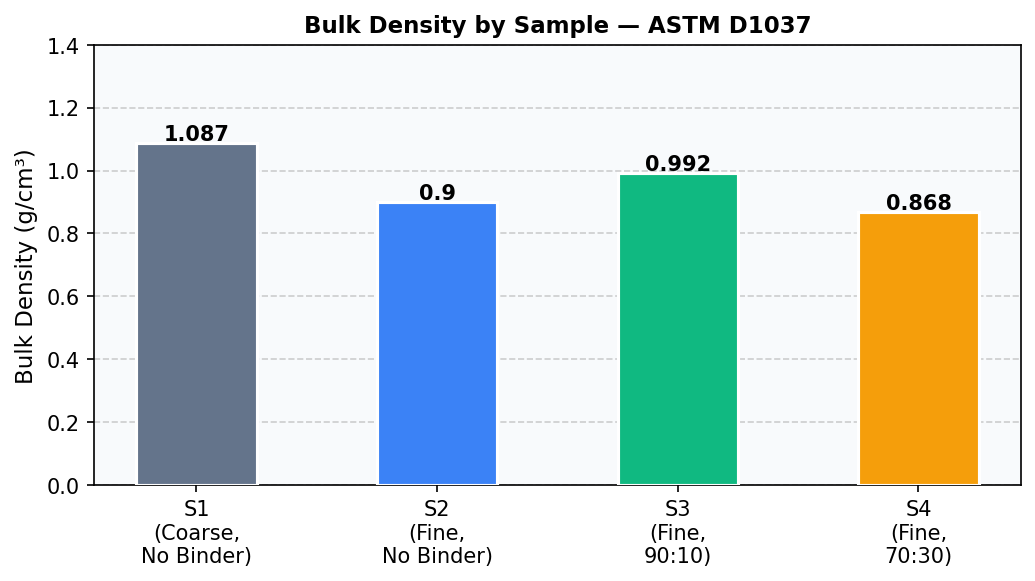 Bulk Density by Sample — ASTM D1037
Bulk Density (g/cm³)
1.4
1.2
1.0
0.8
0.6
0.4
0.2
0.0
1.087
0.9
0.992
0.868
S1
(Coarse,
No Binder)
S2
(Fine,
No Binder)
S3
(Fine,
90:10)
S4
(Fine,
70:30)